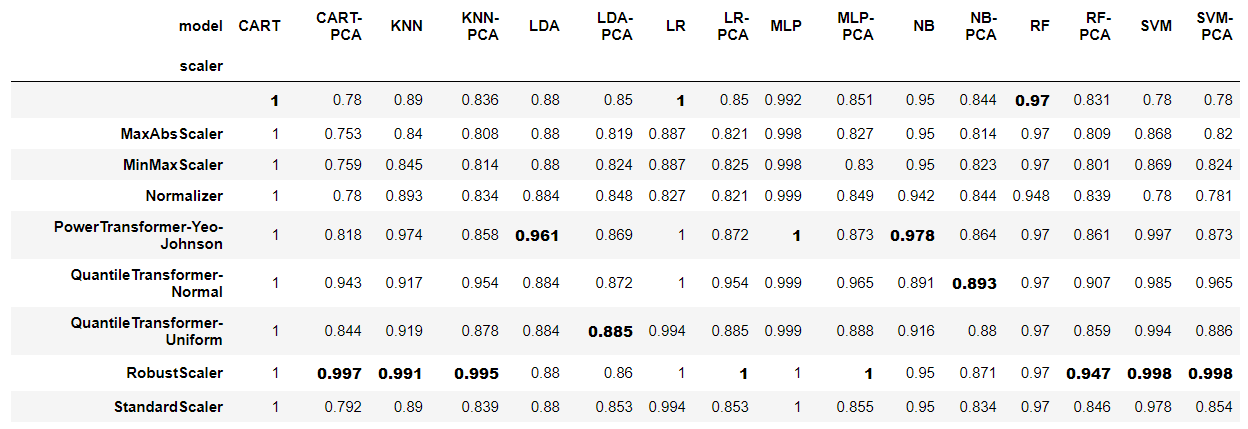 model CART CART-PCA KNN KNN-PCA LDA LDA-PCA LR LR-PCA MLP MLP-PCA NB NB-PCA RF RF-PCA SVM SVM-PCA
scaler
1 0.78 0.89 0.836 0.88 0.85 1 0.85 0.992 0.851 0.95 0.844 0.97 0.831 0.78 0.78
MaxAbsScaler 1 0.753 0.84 0.808 0.88 0.819 0.887 0.821 0.998 0.827 0.95 0.814 0.97 0.809 0.868 0.82
MinMaxScaler 1 0.759 0.845 0.814 0.88 0.824 0.887 0.825 0.998 0.83 0.95 0.823 0.97 0.801 0.869 0.824
Normalizer 1 0.78 0.893 0.834 0.884 0.848 0.827 0.821 0.999 0.849 0.942 0.844 0.948 0.839 0.78 0.781
PowerTransformer-Yeo-Johnson 1 0.818 0.974 0.858 0.961 0.869 1 0.872 1 0.873 0.978 0.864 0.97 0.861 0.997 0.873
QuantileTransformer-Normal 1 0.943 0.917 0.954 0.884 0.872 1 0.954 0.999 0.965 0.891 0.893 0.97 0.907 0.985 0.965
QuantileTransformer-Uniform 1 0.844 0.919 0.878 0.884 0.885 0.994 0.885 0.999 0.888 0.916 0.88 0.97 0.859 0.994 0.886
RobustScaler 1 0.997 0.991 0.995 0.88 0.86 1 1 1 1 0.95 0.871 0.97 0.947 0.998 0.998
StandardScaler 1 0.792 0.89 0.839 0.88 0.853 0.994 0.853 1 0.855 0.95 0.834 0.97 0.846 0.978 0.854